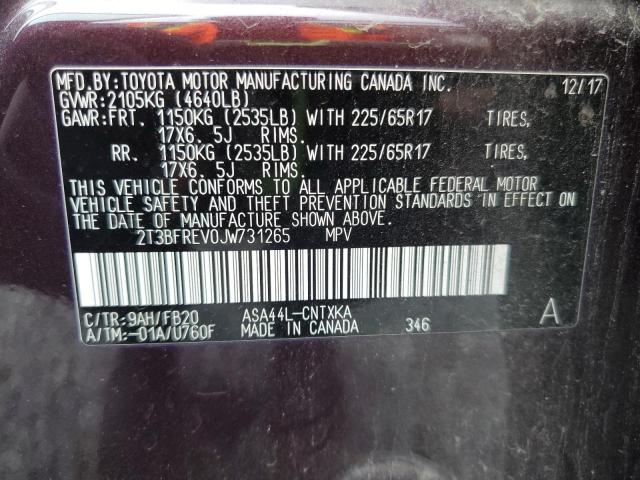 MFD.BY:TOYOTA MOTOR MANUFACTURING CANADA INC. 12/17
GVWR:2105KG (4640LB)
GAWR:FRT. 1150KG (2535LB) WITH 225/65R17 TIRES,
17X6. 5J RIMS.
RR. 1150KG (2535LB) WITH 225/65R17 TIRES,
17X6. 5J RIMS.
THIS VEHICLE CONFORMS TO ALL APPLICABLE FEDERAL MOTOR
VEHICLE SAFETY AND THEFT PREVENTION STANDARDS IN EFFECT ON
THE DATE OF MANUFACTURE SHOWN ABOVE.
2T3BFREV0JW731265 MPV
C/TR:9AH/FB20 ASA44L-CNTXKA A
A/TM:-01A/U760F MADE IN CANADA 346